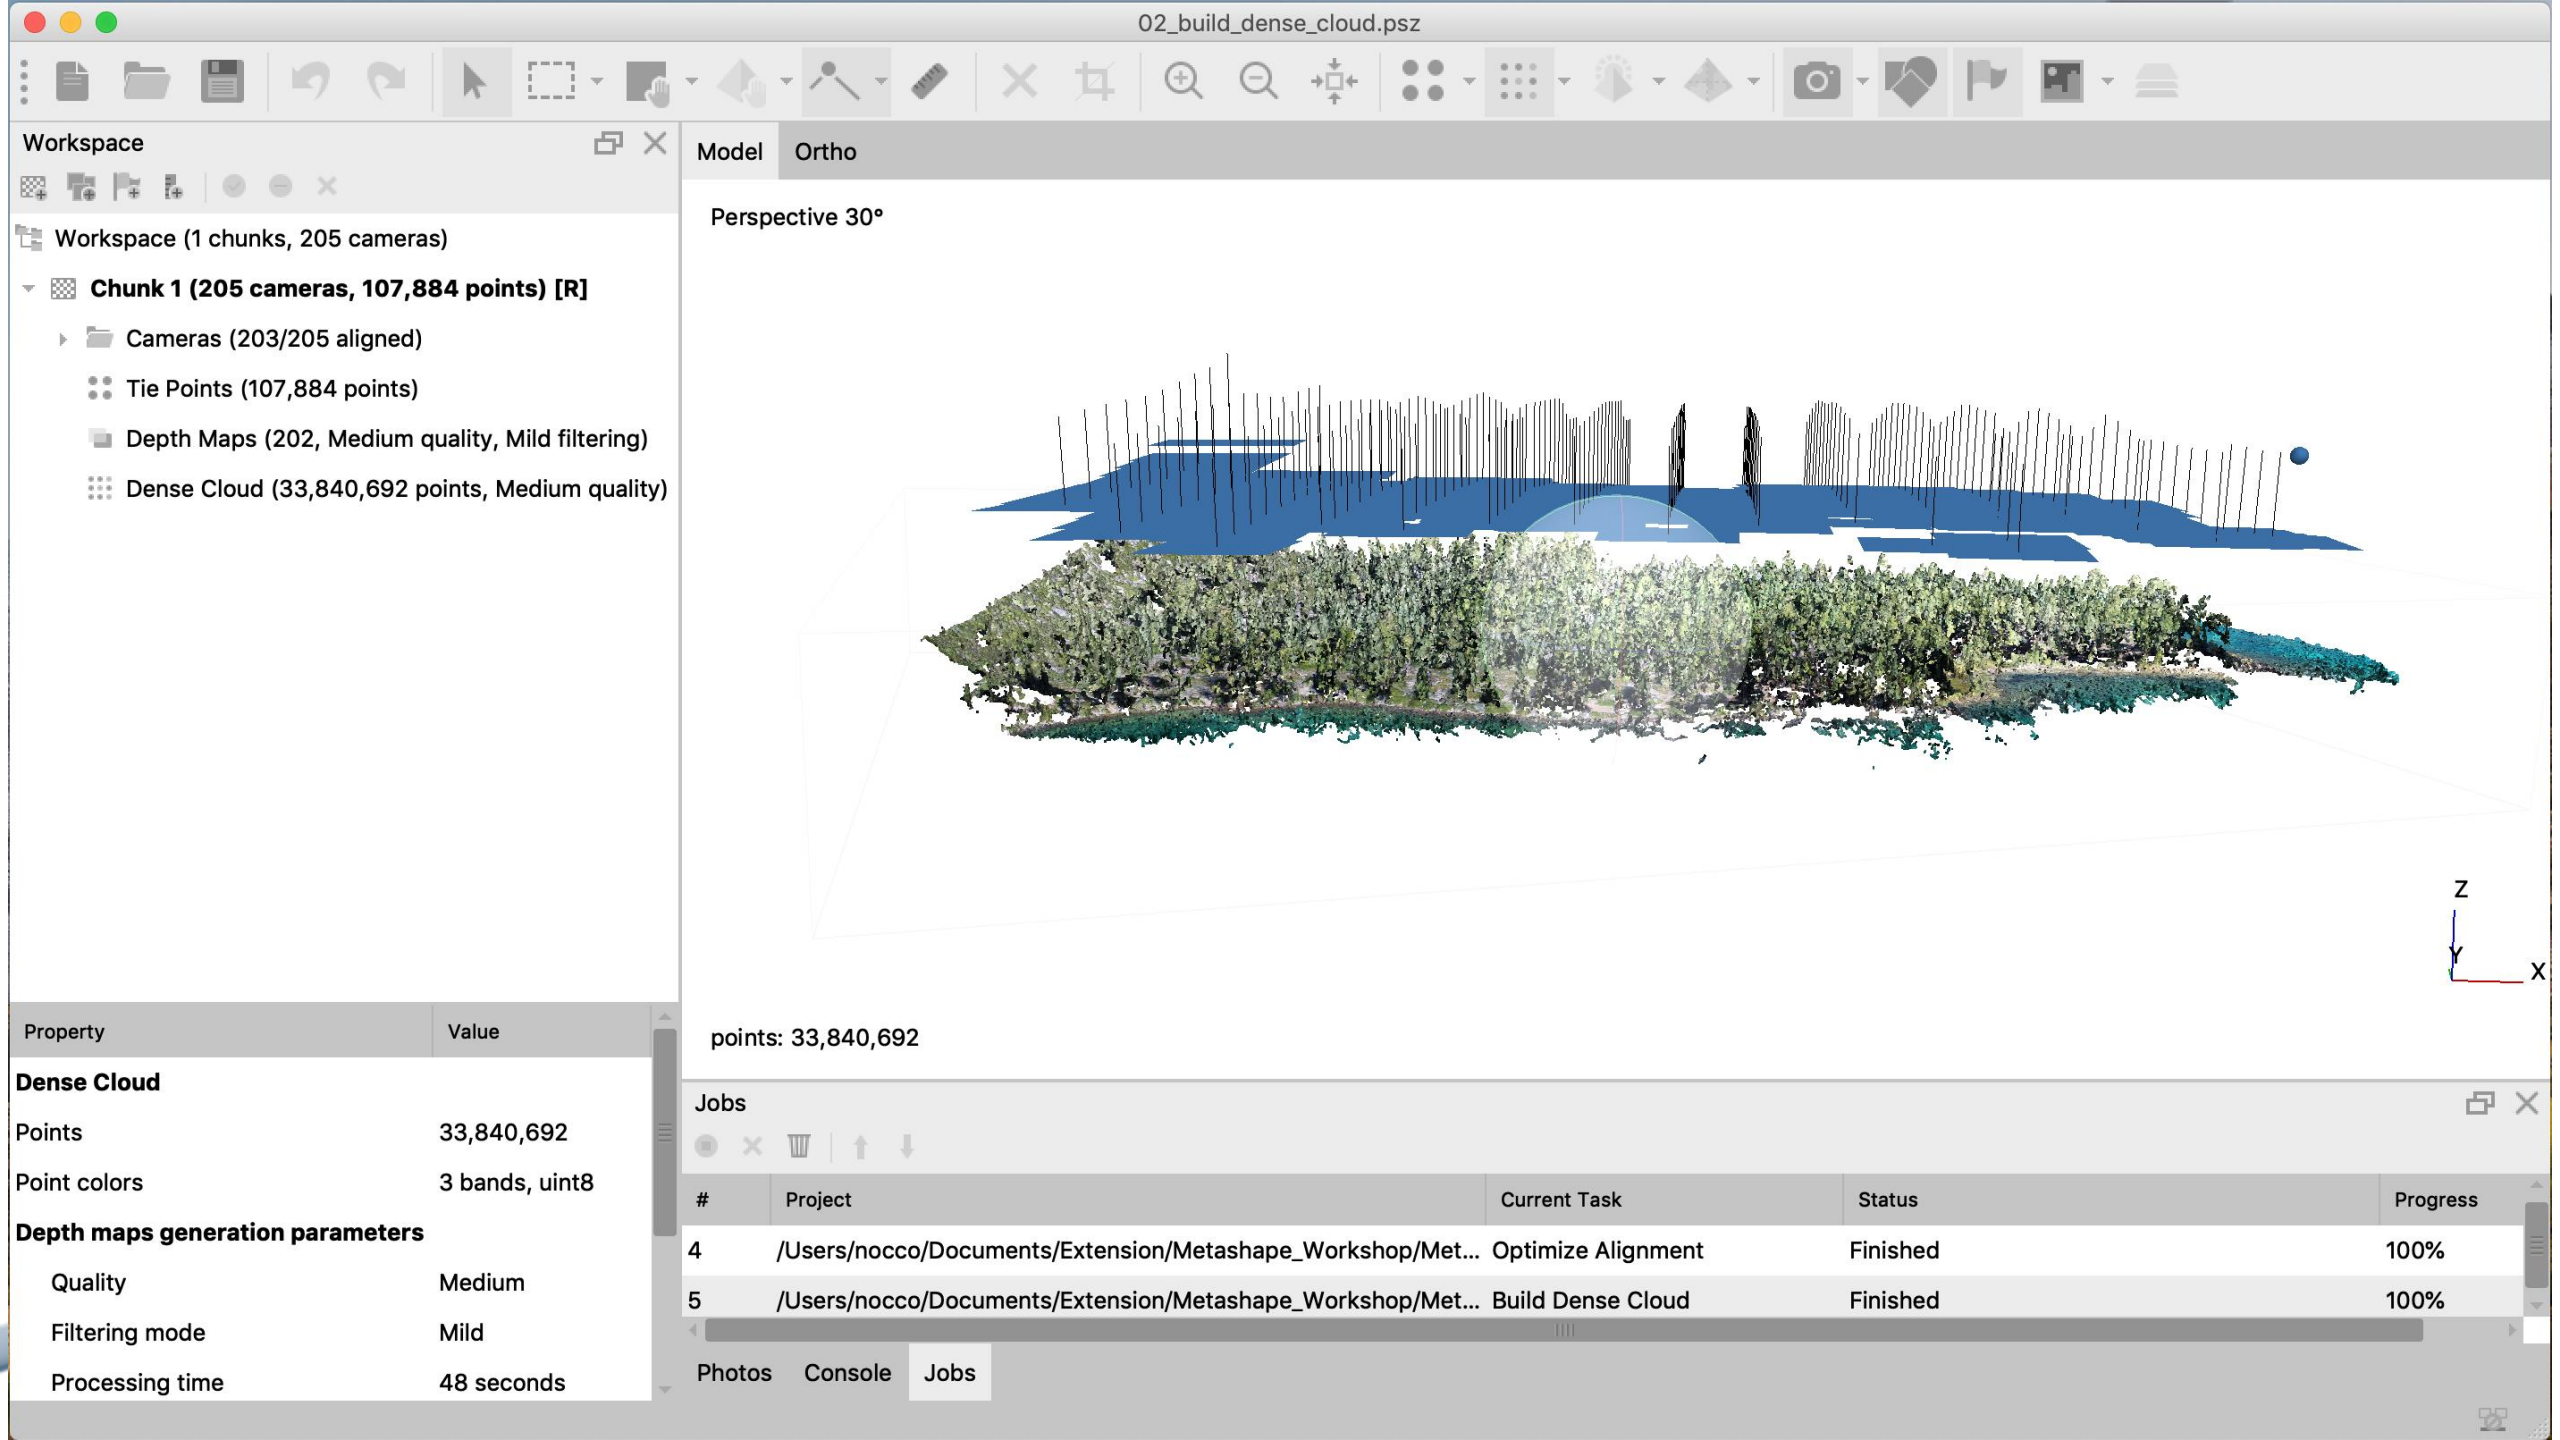 02_build_dense_cloud.psz
Workspace
Workspace (1 chunks, 205 cameras)
Chunk 1 (205 cameras, 107,884 points) [R]
Cameras (203/205 aligned)
Tie Points (107,884 points)
Depth Maps (202, Medium quality, Mild filtering)
Dense Cloud (33,840,692 points, Medium quality)
Property Value
Dense Cloud
Points 33,840,692
Point colors 3 bands, uint8
Depth maps generation parameters
Quality Medium
Filtering mode Mild
Processing time 48 seconds
Model Ortho
Perspective 30°
Z
Y
X
points: 33,840,692
Jobs
# Project Current Task Status Progress
4 /Users/nocco/Documents/Extension/Metashape_Workshop/Met... Optimize Alignment Finished 100%
5 /Users/nocco/Documents/Extension/Metashape_Workshop/Met... Build Dense Cloud Finished 100%
Photos Console Jobs